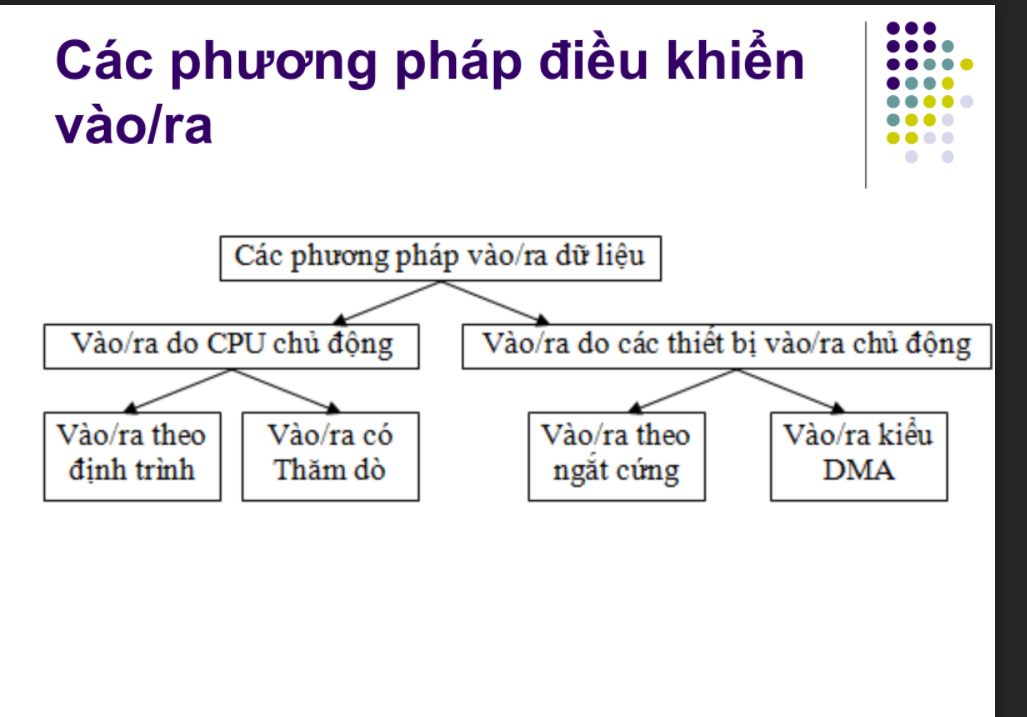 Các phương pháp điều khiển
vào/ra
Các phương pháp vào/ra dữ liệu
Vào/ra do CPU chủ động
Vào/ra do các thiết bị vào/ra chủ động
Vào/ra theo
định trình
Vào/ra có
Thăm dò
Vào/ra theo
ngắt cứng
Vào/ra kiểu
DMA